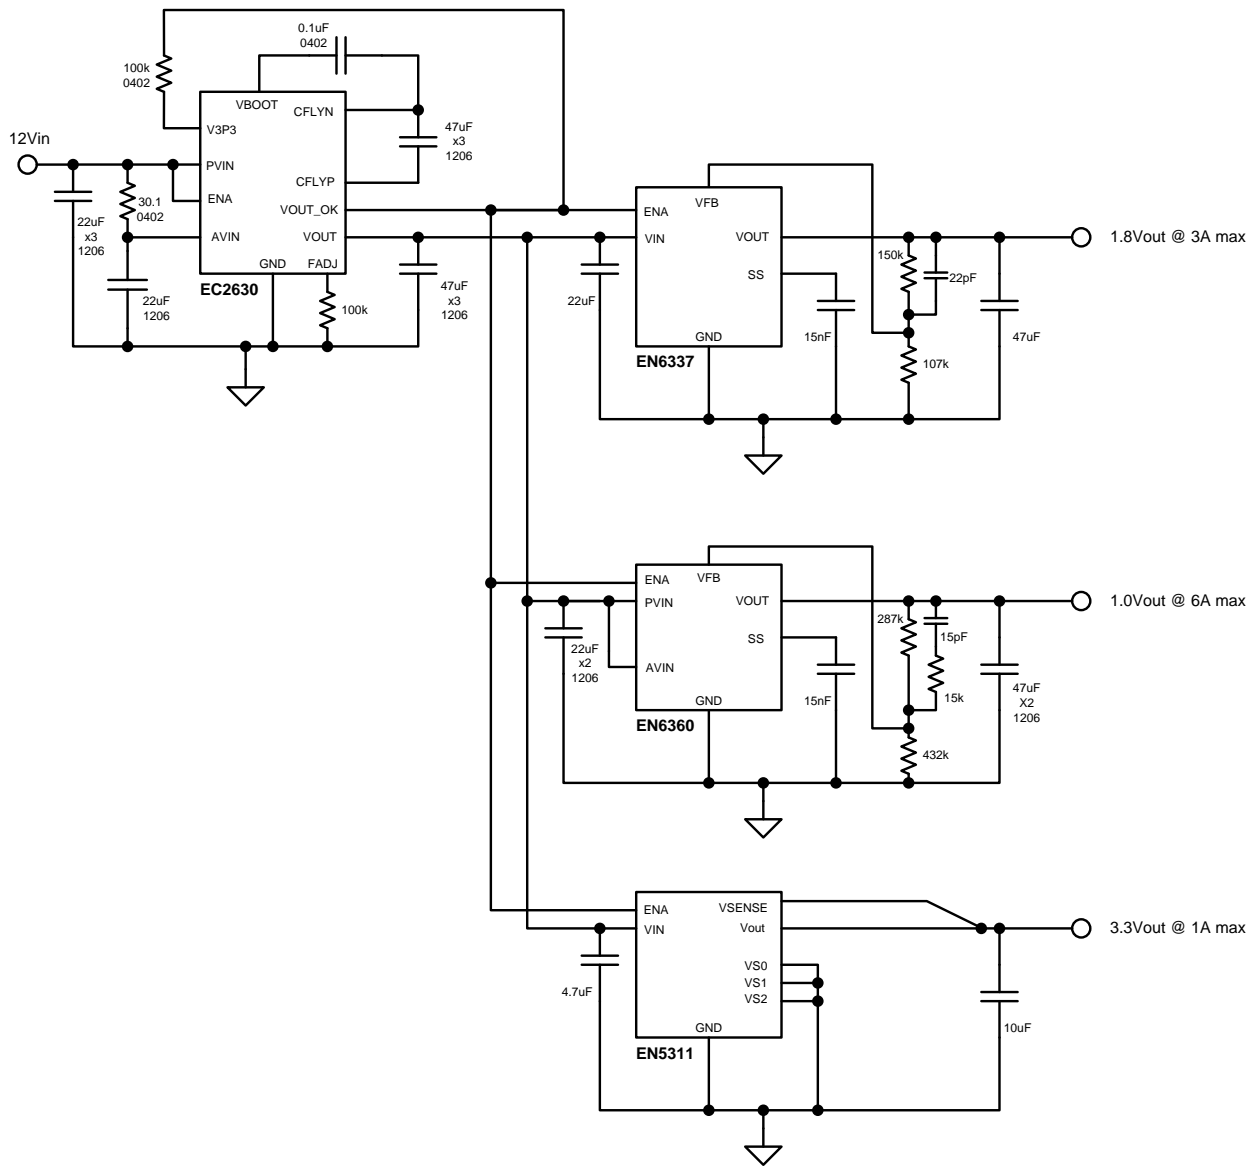 0.1uF
0402
100k
0402
VBOOT
CFLYN
V3P3
47uF
x3
1206
12Vin
PVIN
CFLYP
ENA
30.1
0402
VOUT_OK
22uF
x3
1206
AVIN
VOUT
GND
FADJ
EC2630
22uF
1206
100k
47uF
x3
1206
VFB
ENA
VIN
VOUT
1.8Vout @ 3A max
150k
SS
22pF
22uF
GND
15nF
47uF
EN6337
107k
VFB
ENA
PVIN
VOUT
1.0Vout @ 6A max
287k
15pF
SS
22uF
x2
1206
AVIN
GND
15nF
15k
47uF
X2
1206
EN6360
432k
ENA
VSENSE
VIN
Vout
3.3Vout @ 1A max
VS0
4.7uF
VS1
VS2
GND
10uF
EN5311